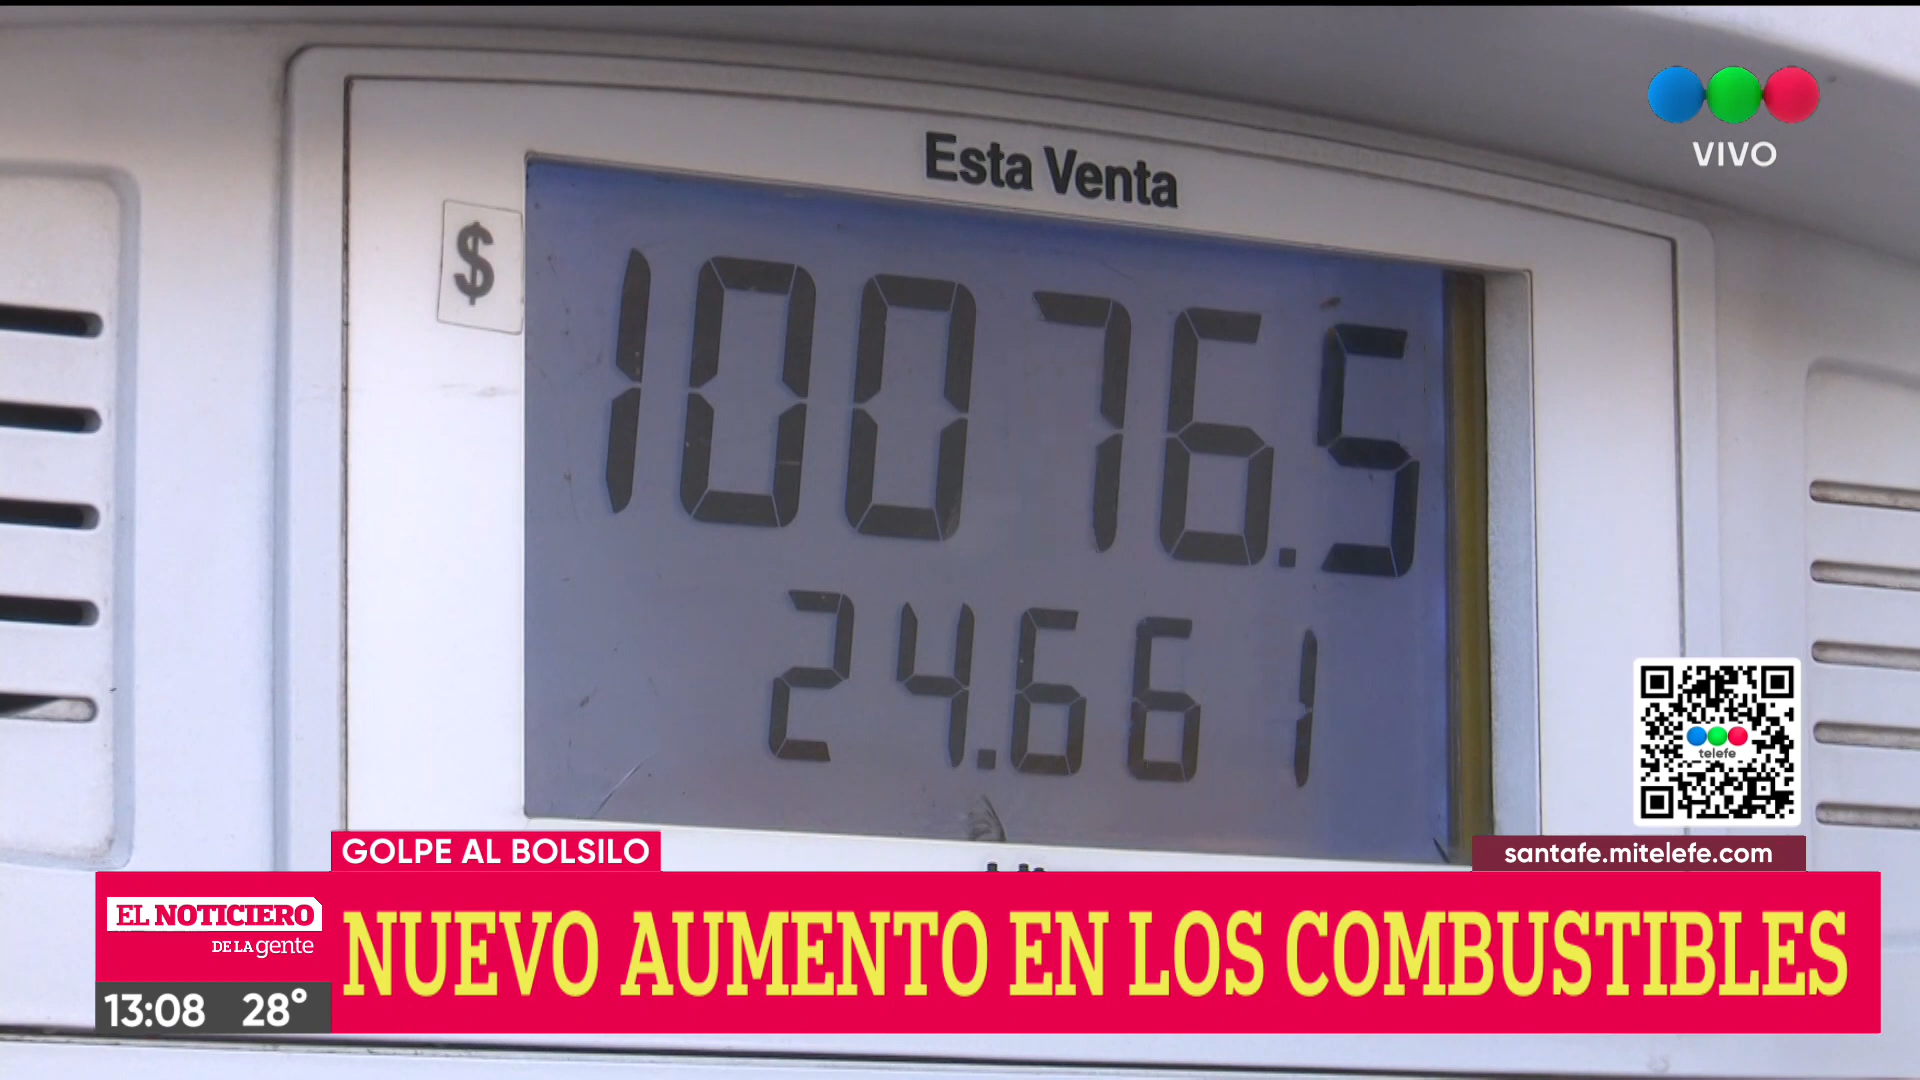 VIVO
Esta Venta
$
10076.5
24.661
telefe
GOLPE AL BOLSILO
santafe.mitelefe.com
EL NOTICIERO
DE LA gente
NUEVO AUMENTO EN LOS COMBUSTIBLES
13:08 28°